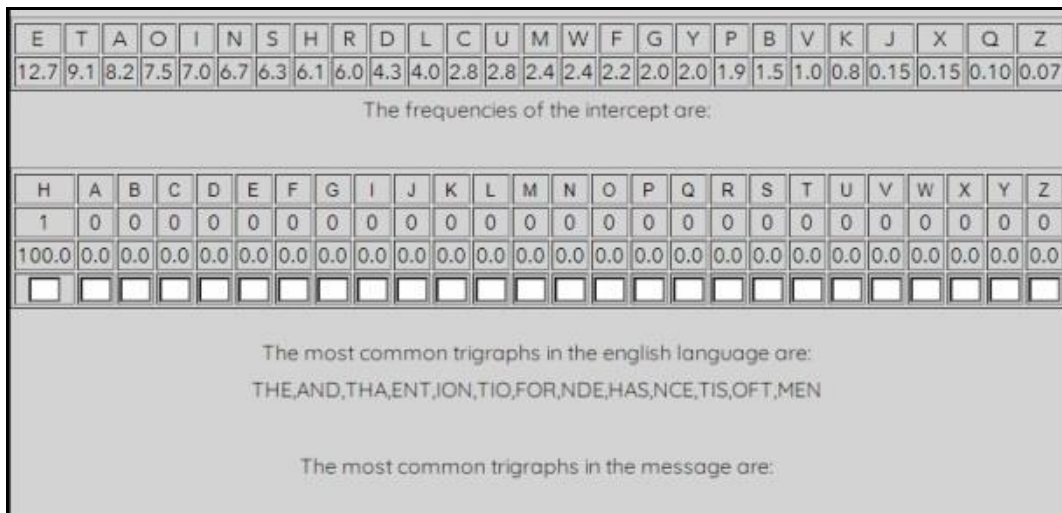 E T A O I N S H R D L C U M W F G Y P B V K J X Q Z
12.7 9.1 8.2 7.5 7.0 6.7 6.3 6.1 6.0 4.3 4.0 2.8 2.8 2.4 2.4 2.2 2.0 2.0 1.9 1.5 1.0 0.8 0.15 0.15 0.10 0.07
The frequencies of the intercept are:
H A B C D E F G I J K L M N O P Q R S T U V W X Y Z
1 0 0 0 0 0 0 0 0 0 0 0 0 0 0 0 0 0 0 0 0 0 0 0 0 0
100.0 0.0 0.0 0.0 0.0 0.0 0.0 0.0 0.0 0.0 0.0 0.0 0.0 0.0 0.0 0.0 0.0 0.0 0.0 0.0 0.0 0.0 0.0 0.0 0.0 0.0
The most common trigraphs in the english language are:
THE,AND,THA,ENT,ION,TIO,FOR,NDE,HAS,NCE,TIS,OFT,MEN
The most common trigraphs in the message are: